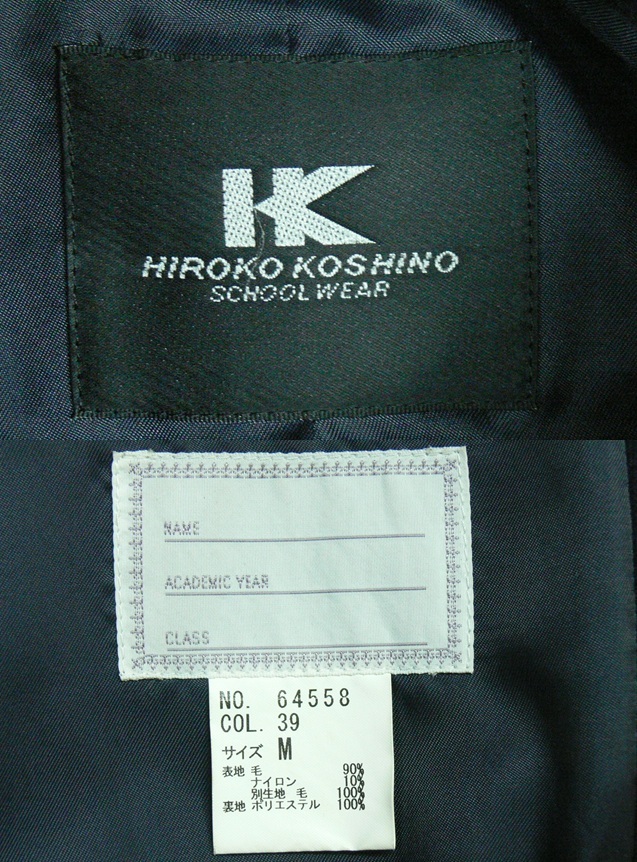 HK
HIROKO KOSHINO
SCHOOL WEAR
NAME
ACADEMIC YEAR
CLASS
NO. 64558
COL. 39
サイズ M
表地 毛 90%
ナイロン 10%
別生地 毛 100%
裏地 ポリエステル 100%